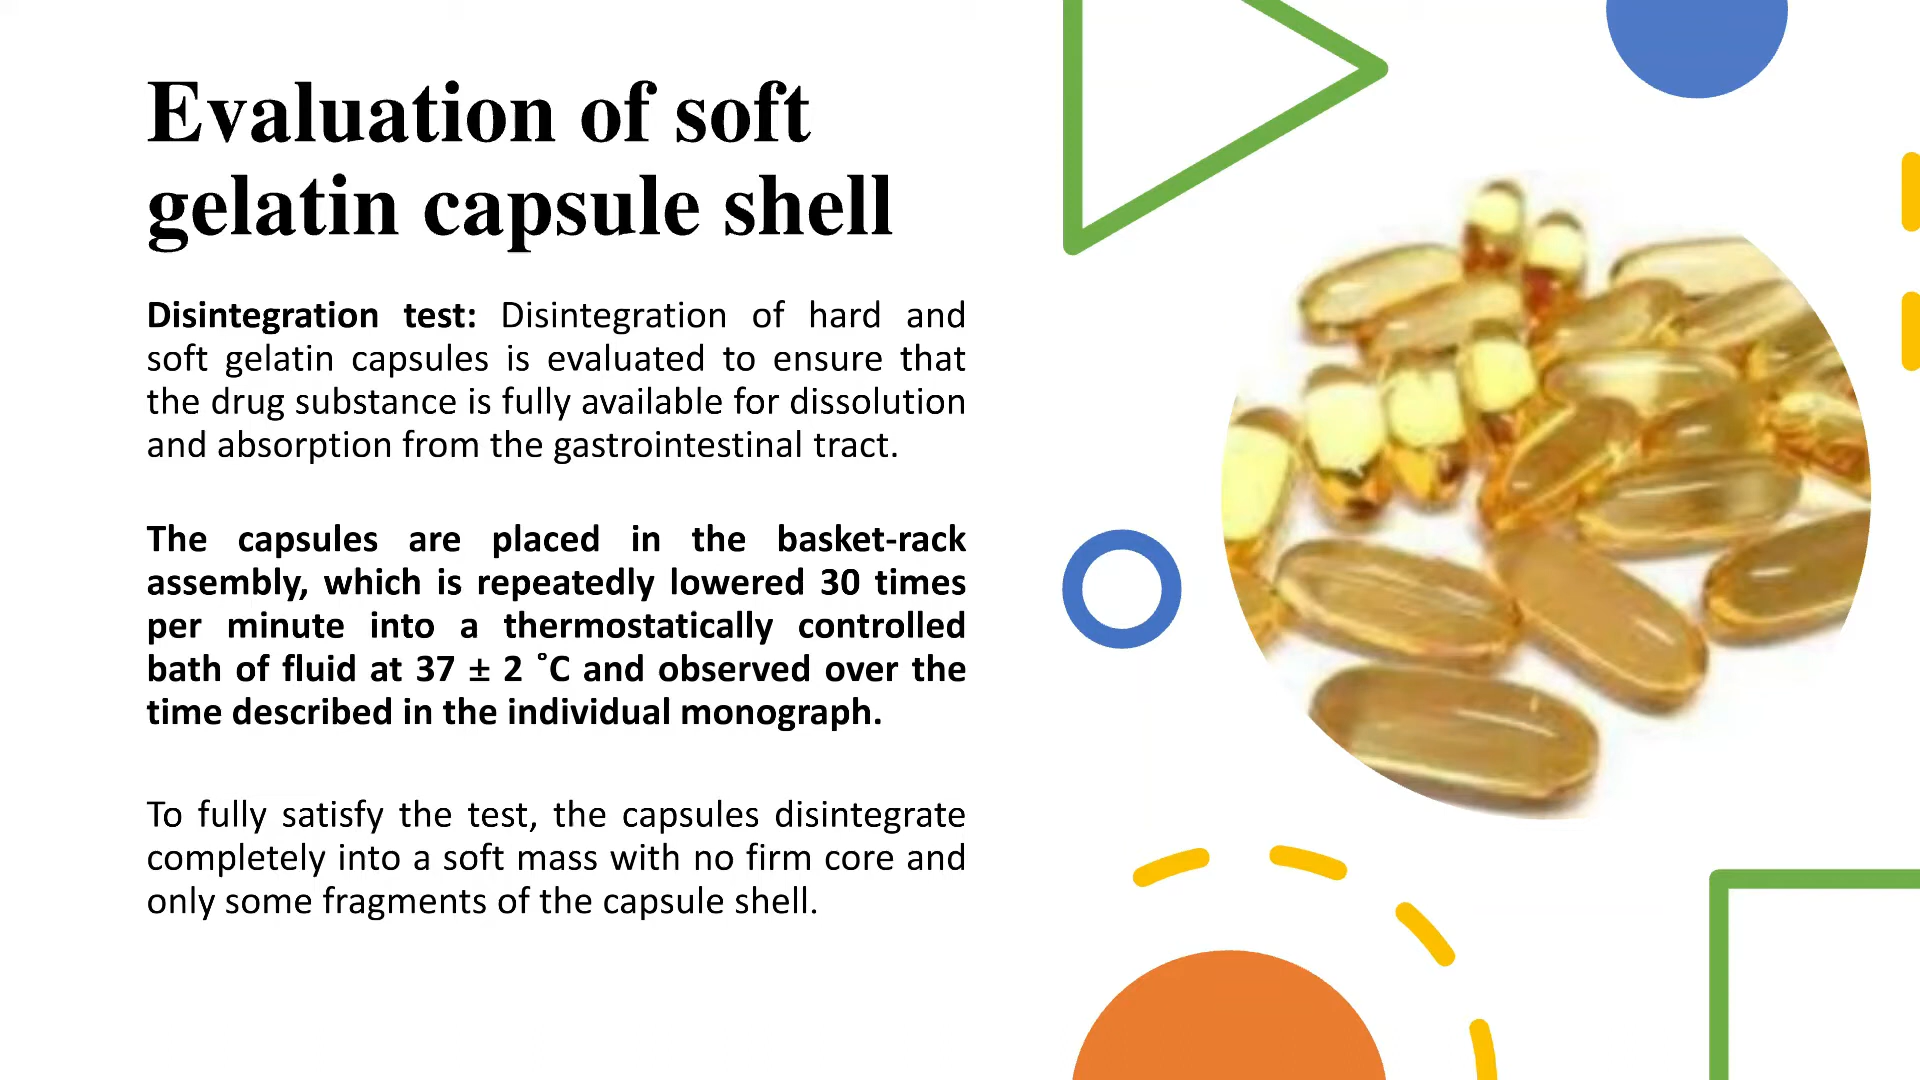 Evaluation of soft
gelatin capsule shell
Disintegration test: Disintegration of hard and
soft gelatin capsules is evaluated to ensure that
the drug substance is fully available for dissolution
and absorption from the gastrointestinal tract.
The capsules are placed in the basket-rack
assembly, which is repeatedly lowered 30 times
per minute into a thermostatically controlled
bath of fluid at 37 ± 2 ˚C and observed over the
time described in the individual monograph.
To fully satisfy the test, the capsules disintegrate
completely into a soft mass with no firm core and
only some fragments of the capsule shell.